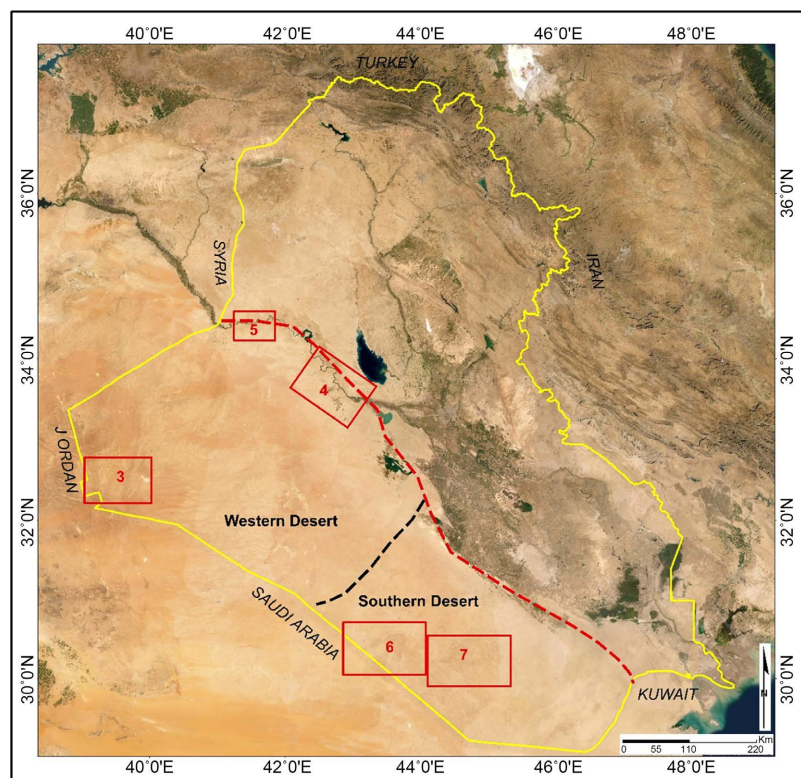 40°0'E 42°0'E 44°0'E 46°0'E 48°0'E
TURKEY
36°0'N 36°0'N
SYRIA
IRAN
5
34°0'N 34°0'N
4
J ORDAN
3
32°0'N 32°0'N
Western Desert
SAUDI ARABIA
Southern Desert
6
7
30°0'N 30°0'N
KUWAIT
N
Km
0 55 110 220
40°0'E 42°0'E 44°0'E 46°0'E 48°0'E